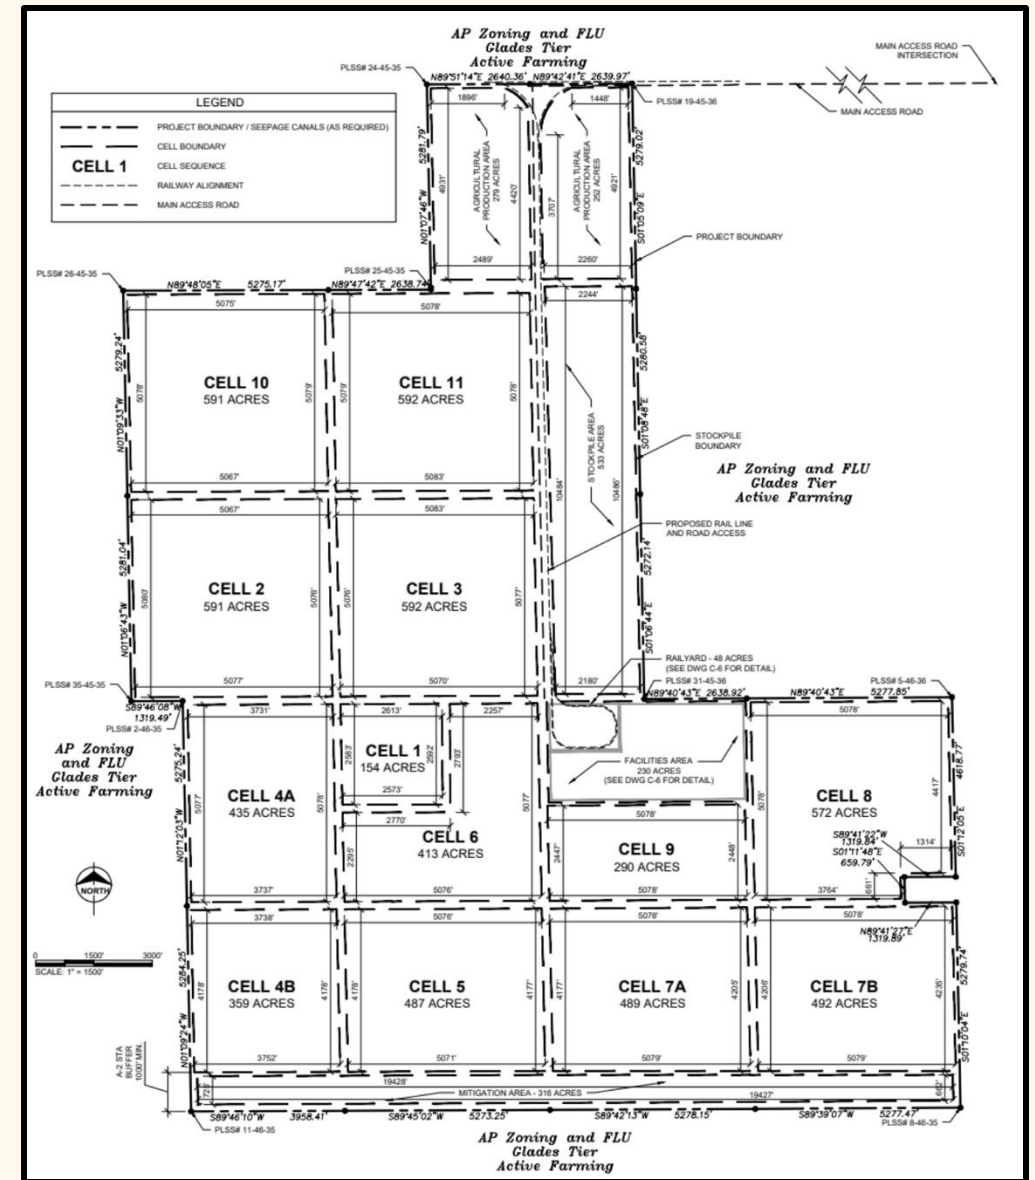 AP Zoning and FLU
Glades Tier
Active Farming
MAIN ACCESS ROAD
INTERSECTION
PLSS# 24-45-35
N89°51'14"E 2640.36'
N89°42'41"E 2639.97'
PLSS# 19-45-36
MAIN ACCESS ROAD
LEGEND
PROJECT BOUNDARY / SEEPAGE CANALS (AS REQUIRED)
CELL BOUNDARY
CELL 1 CELL SEQUENCE
RAILWAY ALIGNMENT
MAIN ACCESS ROAD
1896'
1448'
5281.79'
N01°07'46"W
4931'
AGRICULTURAL
PRODUCTION AREA
279 ACRES
4420'
3707'
AGRICULTURAL
PRODUCTION AREA
252 ACRES
4921'
5279.02'
S01°05'09"E
PROJECT BOUNDARY
2489'
2260'
PLSS# 26-45-35
PLSS# 25-45-35
N89°48'05"E 5275.17'
N89°47'42"E 2638.74'
5075'
5078'
2244'
5279.24'
N01°09'33"W
5078'
CELL 10
591 ACRES
5079'
5079'
CELL 11
592 ACRES
5078'
5067'
5083'
STOCKPILE AREA
533 ACRES
10484'
10486'
5280.58'
S01°08'48"E
STOCKPILE
BOUNDARY
AP Zoning and FLU
Glades Tier
Active Farming
PROPOSED RAIL LINE
AND ROAD ACCESS
5067'
5083'
5281.04'
N01°06'43"W
5080'
CELL 2
591 ACRES
5076'
5076'
CELL 3
592 ACRES
5077'
5077'
5070'
2180'
5272.14'
S01°06'44"E
RAILYARD - 48 ACRES
(SEE DWG C-6 FOR DETAIL)
PLSS# 35-45-35
PLSS# 31-45-36
PLSS# 5-46-36
S89°46'08"W
1319.49'
PLSS# 2-46-35
N89°40'43"E 2638.92'
N89°40'43"E 5277.85'
AP Zoning
and FLU
Glades Tier
Active Farming
3731'
2613'
2257'
5078'
5275.24'
N01°12'03"W
5077'
CELL 4A
435 ACRES
5078'
2583'
CELL 1
154 ACRES
2592'
2793'
2573'
2770'
2295'
CELL 6
413 ACRES
5077'
FACILITIES AREA
230 ACRES
(SEE DWG C-6 FOR DETAIL)
5078'
2447'
CELL 9
290 ACRES
2448'
5078'
CELL 8
572 ACRES
4417'
4618.77'
S01°12'05"E
S89°41'22"W
1319.84'
S01°11'48"E
659.79'
1314'
661'
3737'
5076'
5078'
3764'
NORTH
3738'
5076'
5078'
5078'
N89°41'27"E
1319.89'
0 1500' 3000'
SCALE: 1" = 1500'
5284.25'
N01°09'24"W
4178'
CELL 4B
359 ACRES
4178'
4178'
CELL 5
487 ACRES
4177'
4177'
CELL 7A
489 ACRES
4205'
4206'
CELL 7B
492 ACRES
4235'
5279.74'
S01°10'04"E
3752'
5071'
5079'
5079'
A-2 STA
BUFFER
1000' MIN.
19428'
MITIGATION AREA - 316 ACRES
19427'
662'
S89°46'10"W 3958.41'
S89°45'02"W 5273.25'
S89°42'13"W 5278.15'
S89°39'07"W 5277.47'
PLSS# 11-46-35
PLSS# 8-46-35
AP Zoning and FLU
Glades Tier
Active Farming